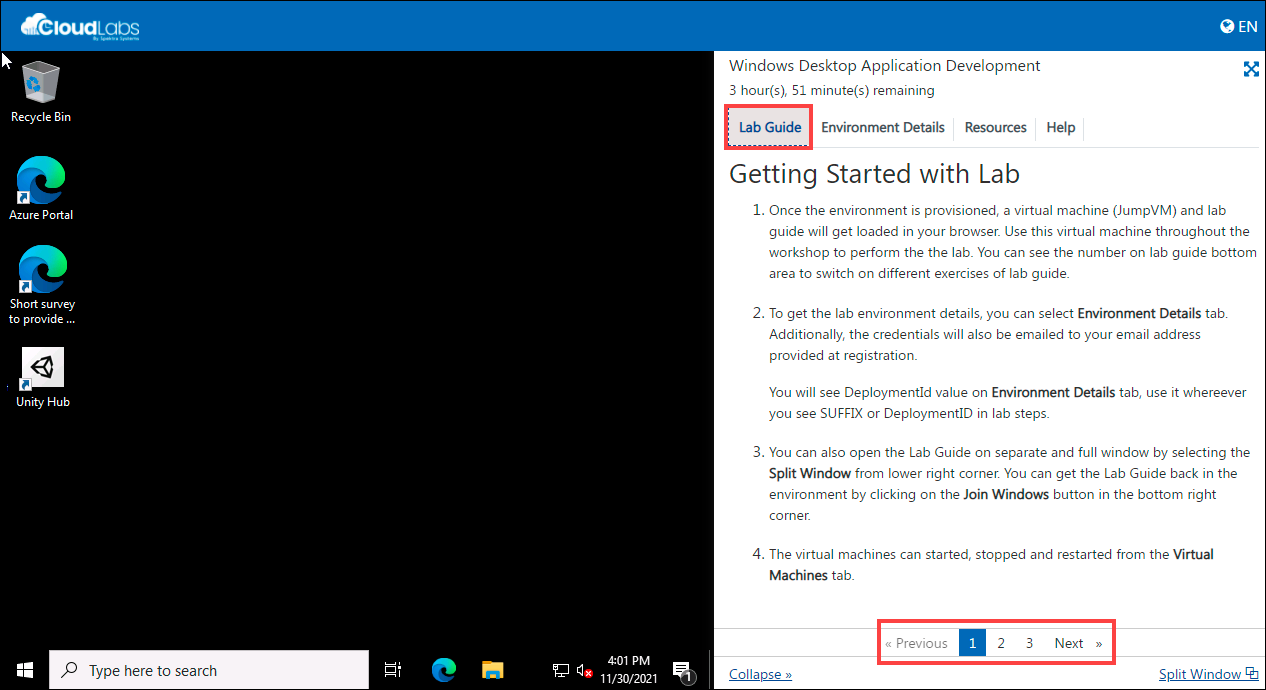 CloudLabs
By Spektra Systems
EN
Recycle Bin
Azure Portal
Short survey
to provide ...
Unity Hub
Type here to search
4:01 PM
11/30/2021
1
Windows Desktop Application Development
3 hour(s), 51 minute(s) remaining
Lab Guide Environment Details Resources Help
Getting Started with Lab
1. Once the environment is provisioned, a virtual machine (JumpVM) and lab
guide will get loaded in your browser. Use this virtual machine throughout the
workshop to perform the the lab. You can see the number on lab guide bottom
area to switch on different exercises of lab guide.
2. To get the lab environment details, you can select Environment Details tab.
Additionally, the credentials will also be emailed to your email address
provided at registration.
You will see DeploymentId value on Environment Details tab, use it whereever
you see SUFFIX or DeploymentID in lab steps.
3. You can also open the Lab Guide on separate and full window by selecting the
Split Window from lower right corner. You can get the Lab Guide back in the
environment by clicking on the Join Windows button in the bottom right
corner.
4. The virtual machines can started, stopped and restarted from the Virtual
Machines tab.
« Previous 1 2 3 Next »
Collapse » Split Window